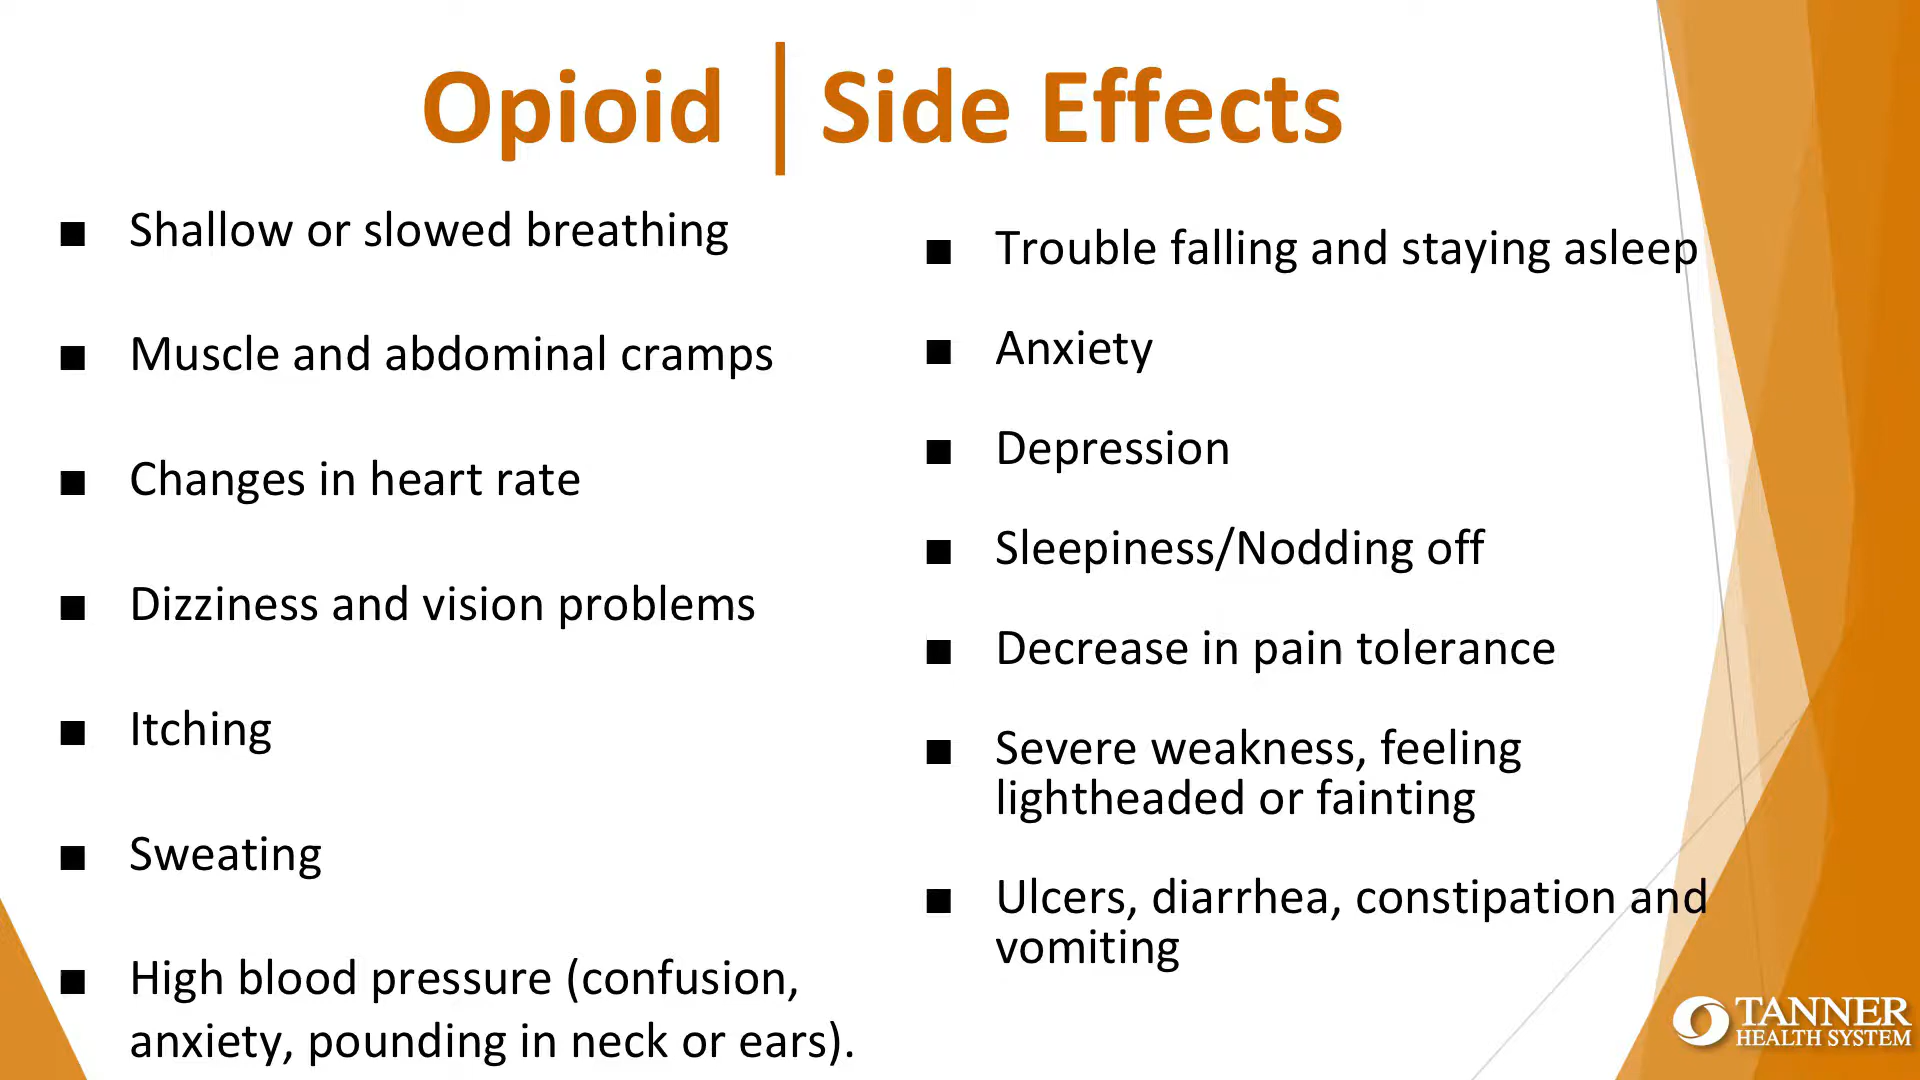 Opioid | Side Effects
■ Shallow or slowed breathing
■ Muscle and abdominal cramps
■ Changes in heart rate
■ Dizziness and vision problems
■ Itching
■ Sweating
■ High blood pressure (confusion,
anxiety, pounding in neck or ears).
■ Trouble falling and staying asleep
■ Anxiety
■ Depression
■ Sleepiness/Nodding off
■ Decrease in pain tolerance
■ Severe weakness, feeling
lightheaded or fainting
■ Ulcers, diarrhea, constipation and
vomiting
TANNER
HEALTH SYSTEM